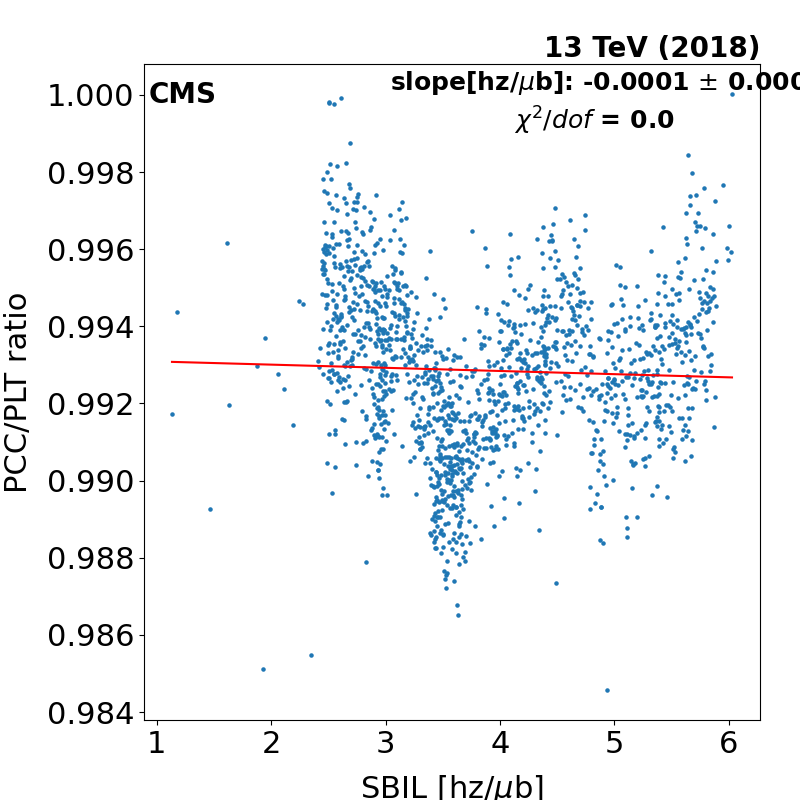 13 TeV (2018)
CMS
slope[hz/μb]: -0.0001 ± 0.000
χ²/dof = 0.0
1.000
0.998
0.996
0.994
0.992
0.990
0.988
0.986
0.984
PCC/PLT ratio
1 2 3 4 5 6
SBIL [hz/μb]